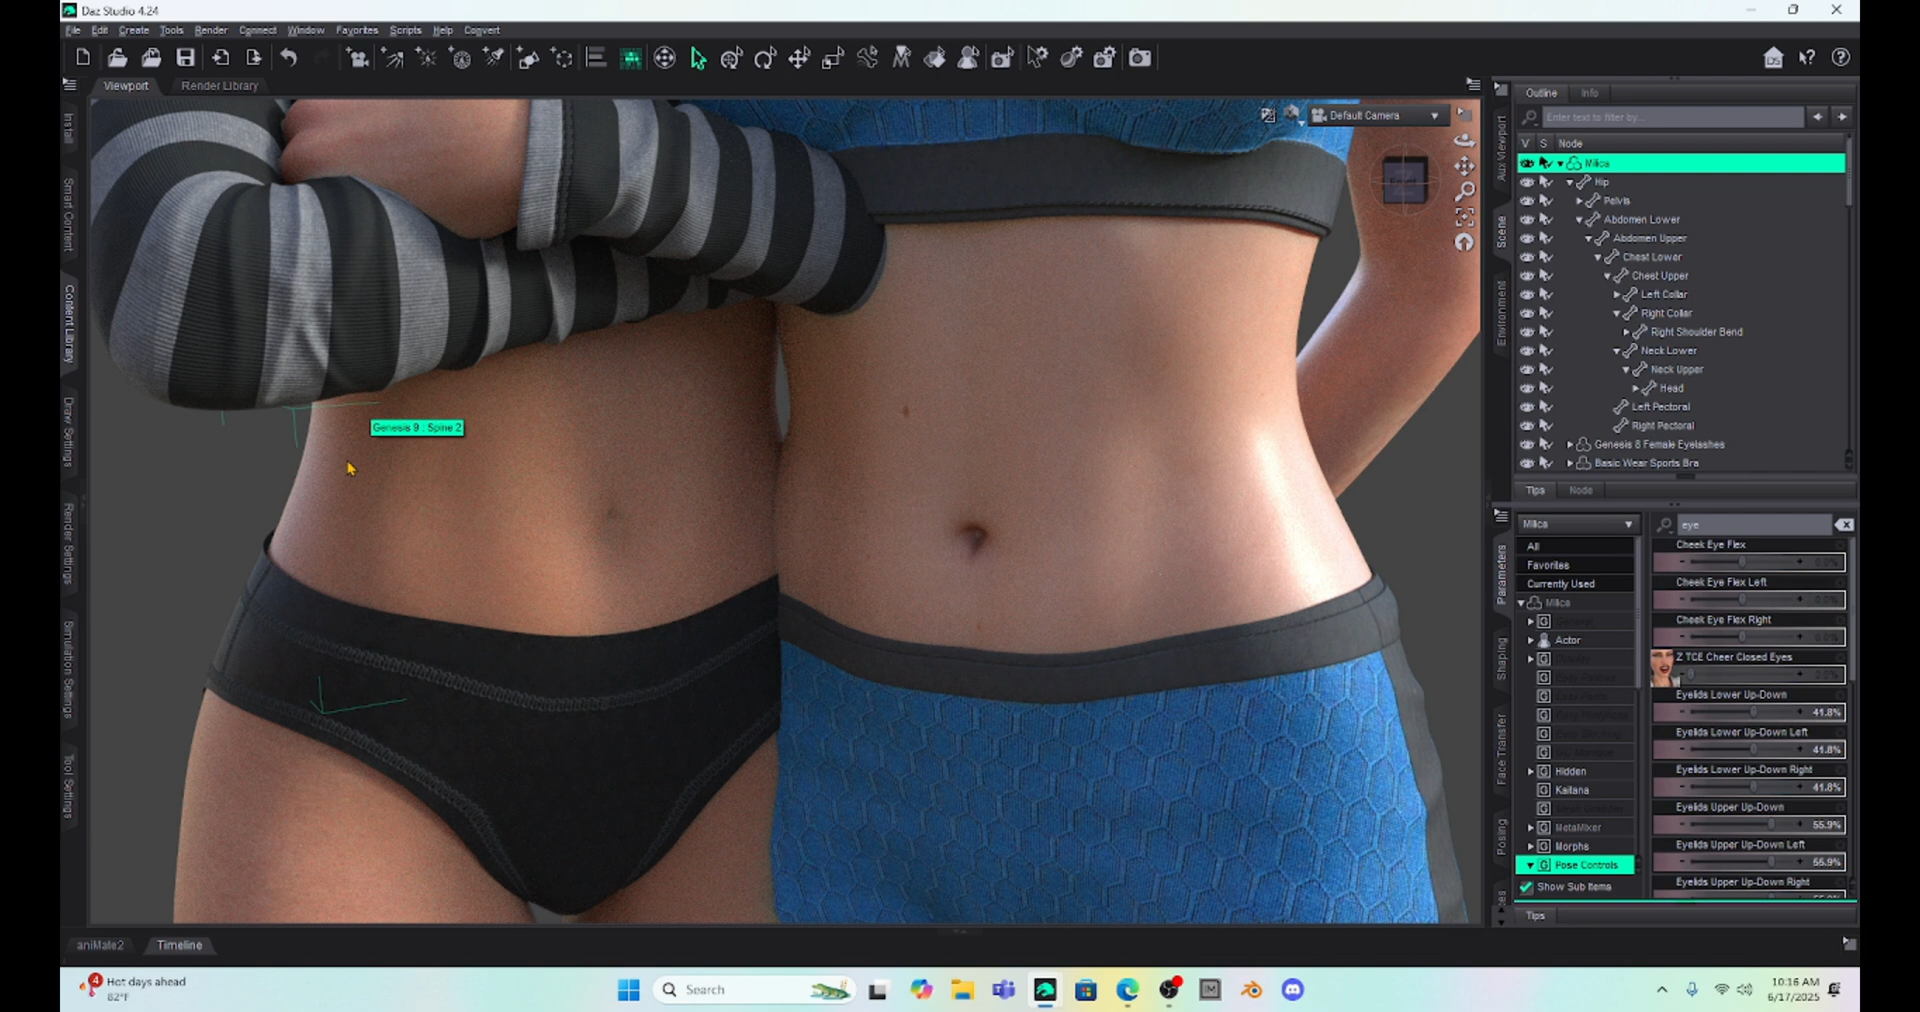 Daz Studio 4.24
File Edit Create Tools Render Connect Window Favorites Scripts Help Convert
Viewport Render Library
Install
Smart Content
Content Library
Draw Settings
Render Settings
Simulation Settings
Tool Settings
Default Camera
Genesis 9 : Spine 2
Aux Viewport
Scene
Environment
Outline Info
Enter text to filter by...
V S Node
Milica
Hip
Pelvis
Abdomen Lower
Abdomen Upper
Chest Lower
Chest Upper
Left Collar
Right Collar
Right Shoulder Bend
Neck Lower
Neck Upper
Head
Left Pectoral
Right Pectoral
Genesis 8 Female Eyelashes
Basic Wear Sports Bra
Tips Node
Parameters
Shaping
Face Transfer
Posing
Milica
eye
All
Favorites
Currently Used
Milica
General
Actor
Hidden
Kaitana
MetaMixer
Morphs
Pose Controls
Show Sub Items
Cheek Eye Flex
Cheek Eye Flex Left
Cheek Eye Flex Right
Z TCE Cheer Closed Eyes
Eyelids Lower Up-Down
41.8%
Eyelids Lower Up-Down Left
41.8%
Eyelids Lower Up-Down Right
41.8%
Eyelids Upper Up-Down
55.9%
Eyelids Upper Up-Down Left
55.9%
Eyelids Upper Up-Down Right
Tips
aniMate2 Timeline
4
Hot days ahead
82°F
Search
10:16 AM
6/17/2025